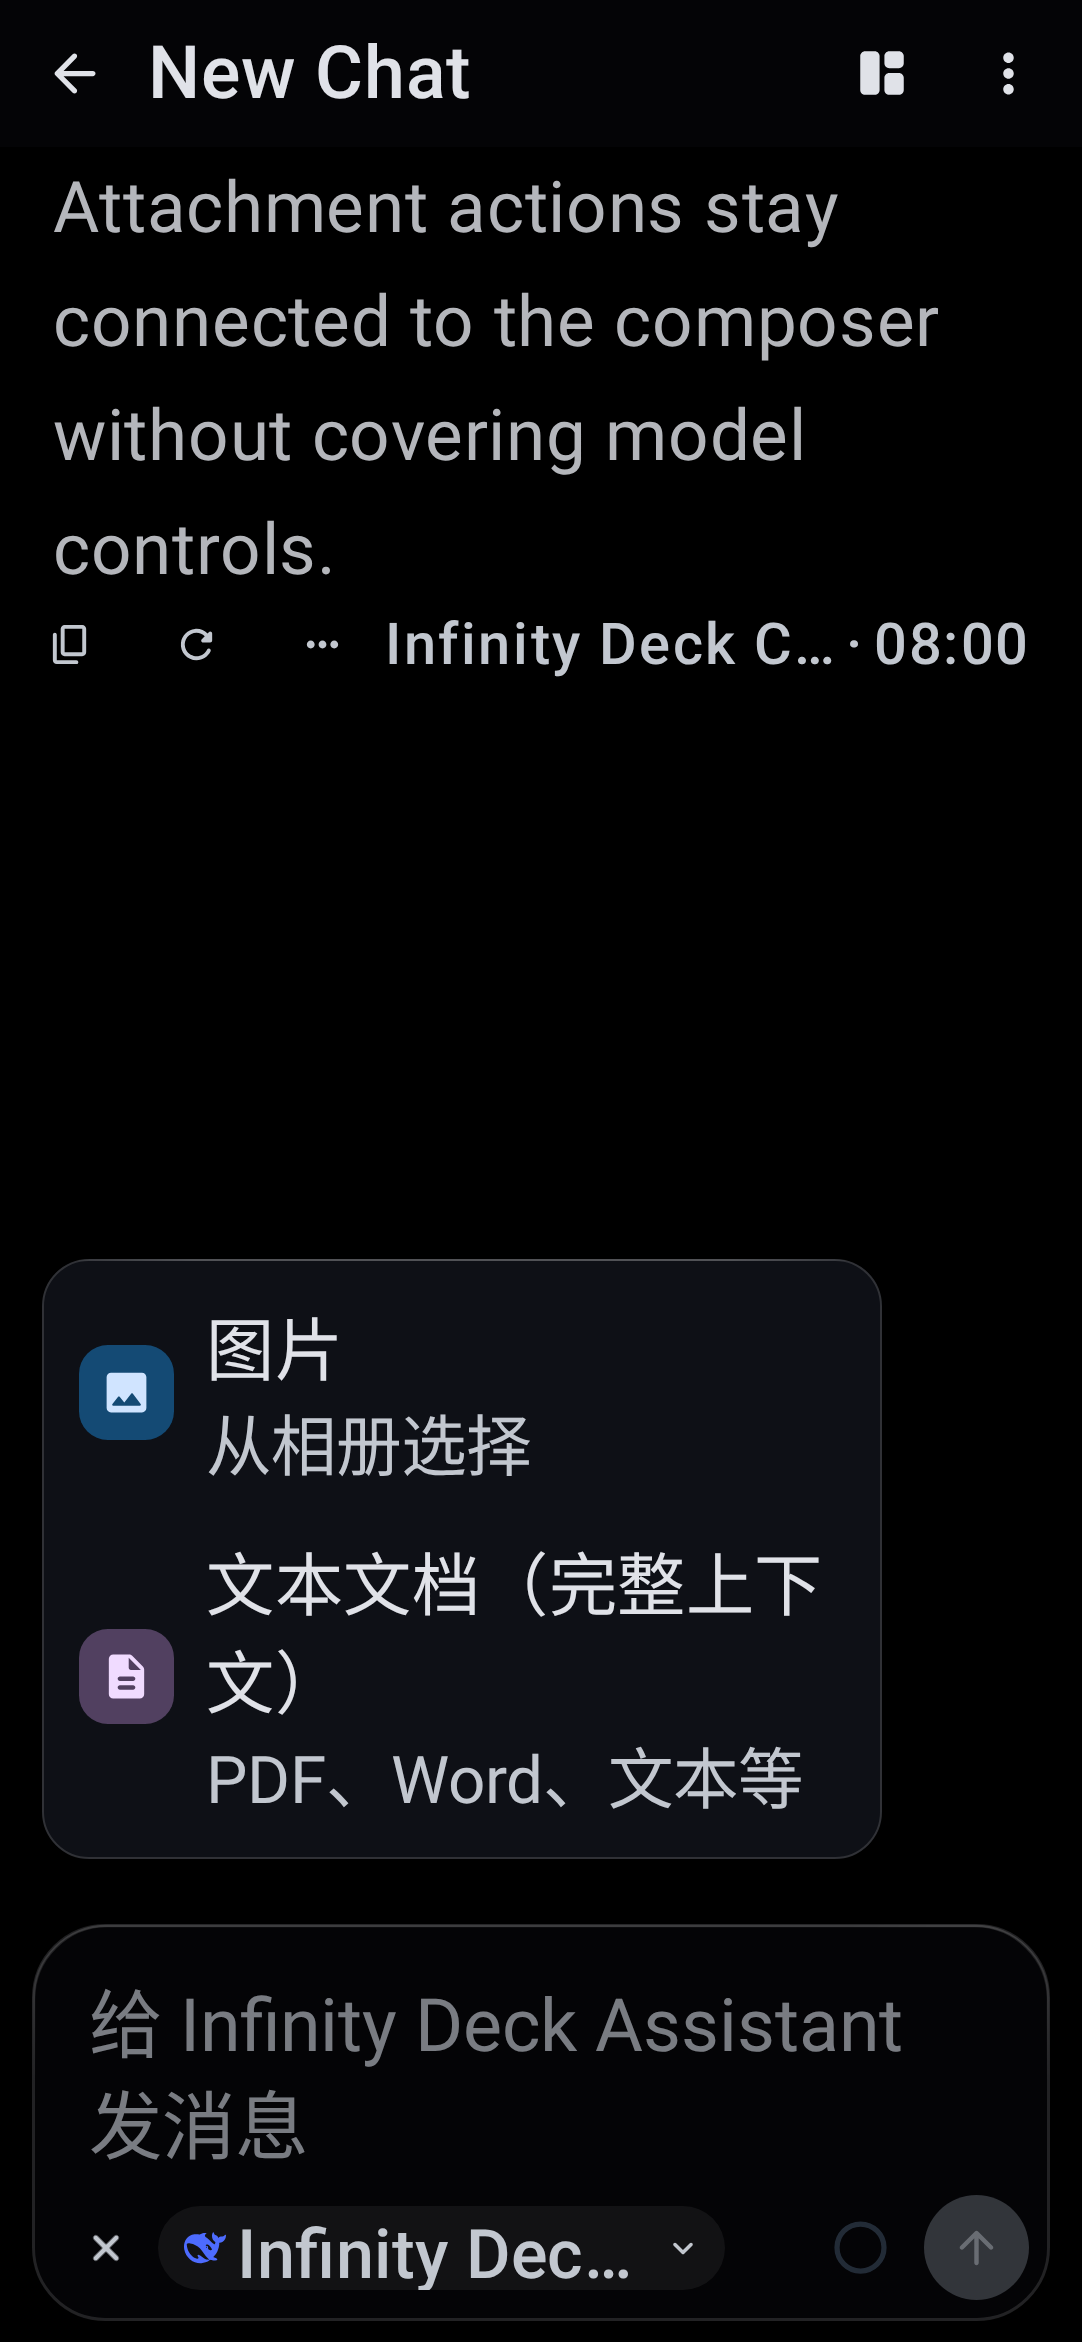 New Chat
Attachment actions stay
connected to the composer
without covering model
controls.
Infinity Deck C... · 08:00
图片
从相册选择
文本文档（完整上下
文）
PDF、Word、文本等
给 Infinity Deck Assistant
发消息
Infinity Dec...